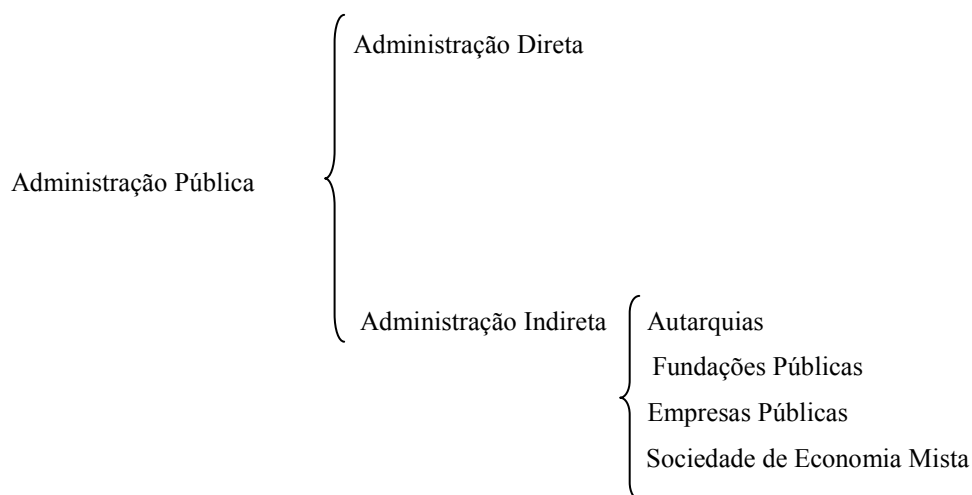 Administração Direta
Administração Pública
Administração Indireta
Autarquias
Fundações Públicas
Empresas Públicas
Sociedade de Economia Mista